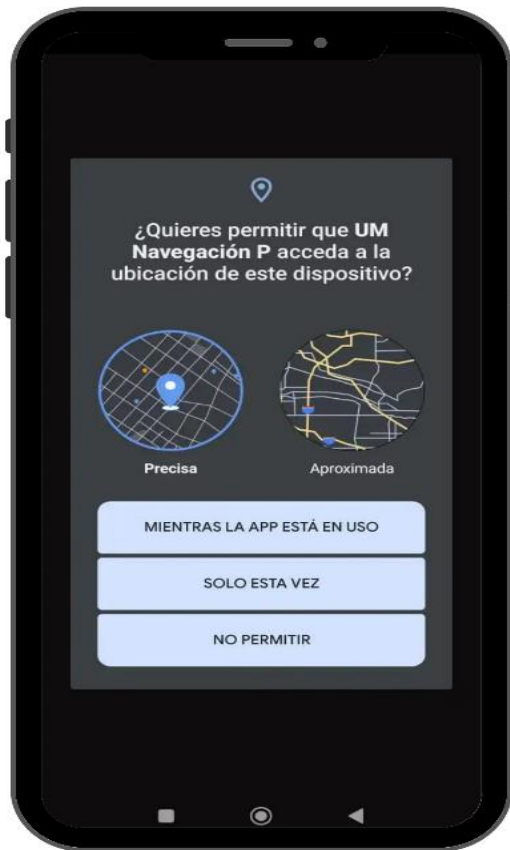 ¿Quieres permitir que UM
Navegación P acceda a la
ubicación de este dispositivo?
Precisa
Aproximada
MIENTRAS LA APP ESTÁ EN USO
SOLO ESTA VEZ
NO PERMITIR